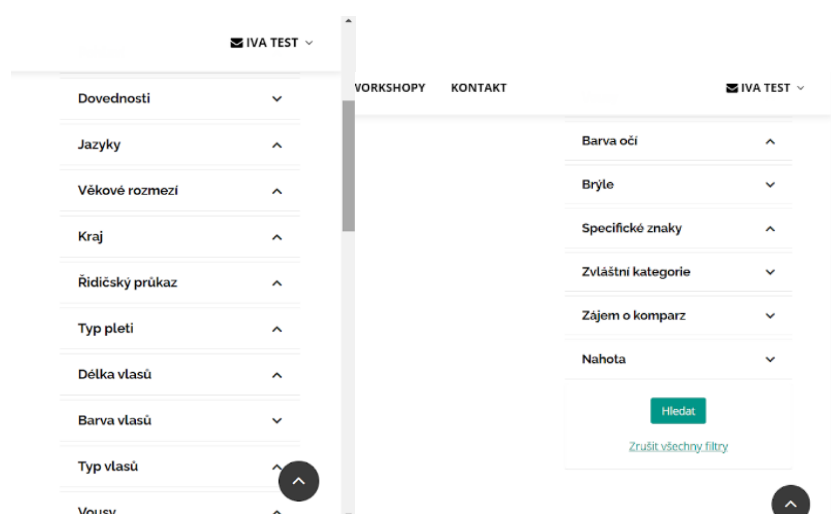 IVA TEST
Dovednosti
Jazyky
Věkové rozmezí
Kraj
Řidičský průkaz
Typ pleti
Délka vlasů
Barva vlasů
Typ vlasů
Vousy
WORKSHOPY KONTAKT IVA TEST
Barva očí
Brýle
Specifické znaky
Zvláštní kategorie
Zájem o komparz
Nahota
Hledat
Zrušit všechny filtry